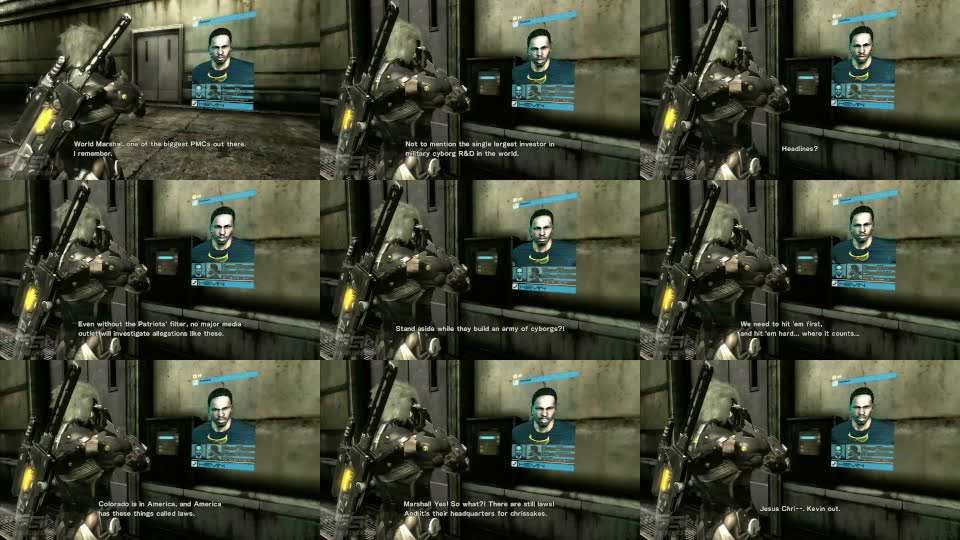 World Marshal, one of the biggest PMCs out there.
I remember.
Not to mention the single largest investor in
military cyborg R&D in the world.
Headlines?
Even without the Patriots' filter, no major media
outlet will investigate allegations like these.
Stand aside while they build an army of cyborgs?!
We need to hit 'em first,
and hit 'em hard... where it counts...
Colorado is in America, and America
has these things called laws.
Marshal! Yes! So what?! There are still laws!
And it's their headquarters for chrissakes.
Jesus Chri--. Kevin out.